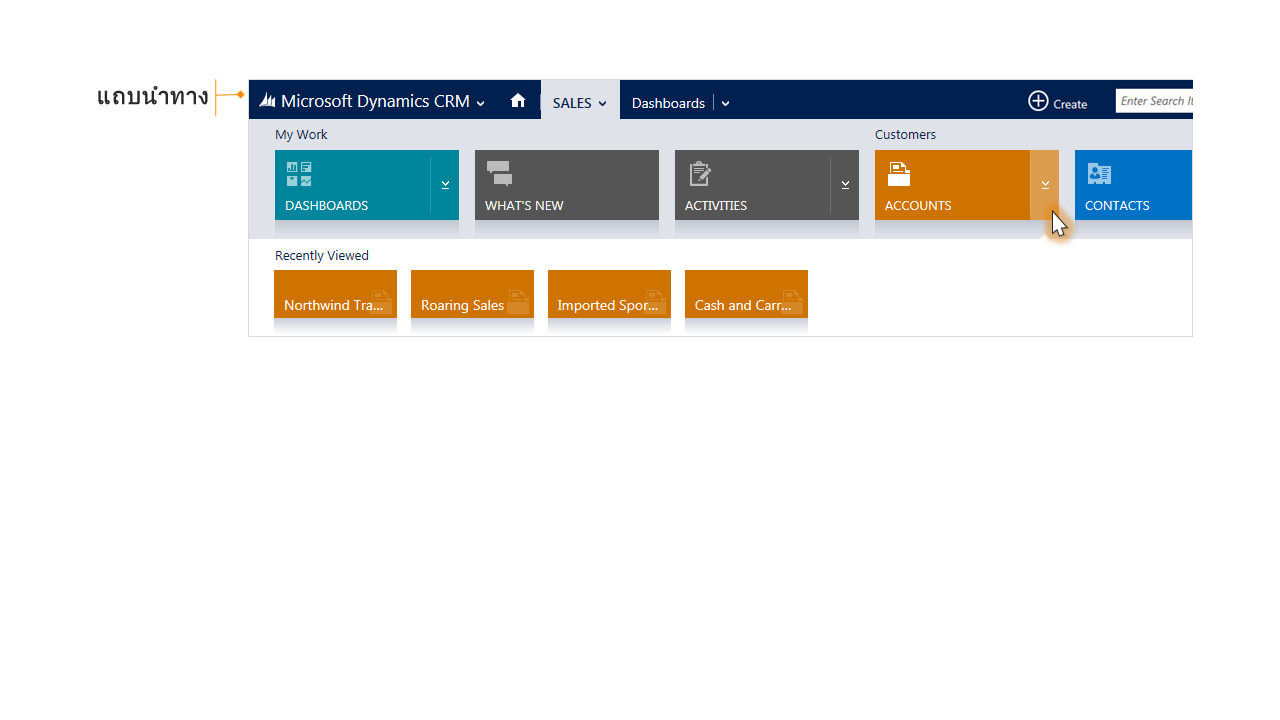 แถบนำทาง
Microsoft Dynamics CRM SALES Dashboards Create Enter Search It
My Work Customers
DASHBOARDS WHAT'S NEW ACTIVITIES ACCOUNTS CONTACTS
Recently Viewed
Northwind Tra... Roaring Sales Imported Spor... Cash and Carr...